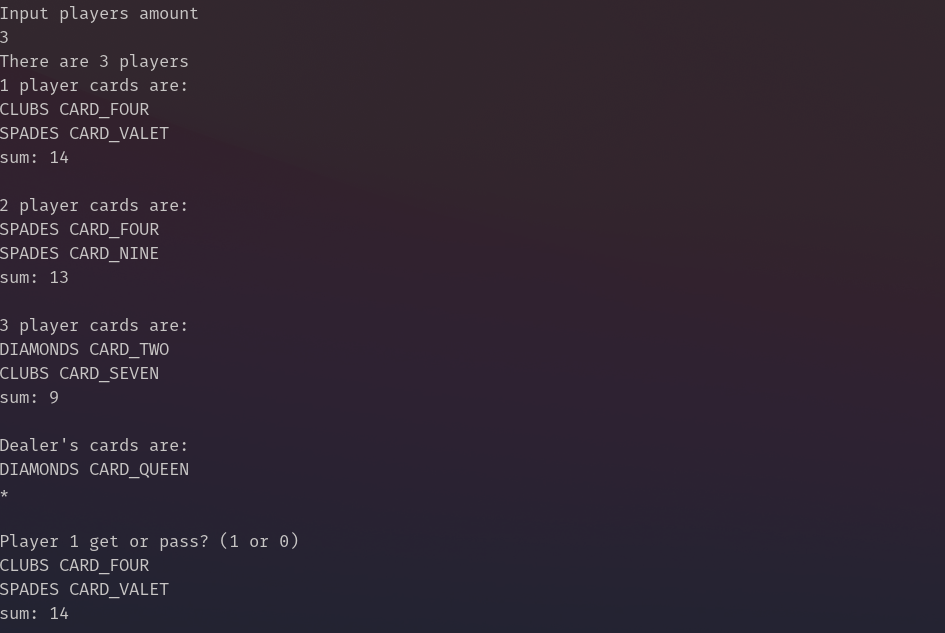 Input players amount
3
There are 3 players
1 player cards are:
CLUBS CARD_FOUR
SPADES CARD_VALET
sum: 14
2 player cards are:
SPADES CARD_FOUR
SPADES CARD_NINE
sum: 13
3 player cards are:
DIAMONDS CARD_TWO
CLUBS CARD_SEVEN
sum: 9
Dealer's cards are:
DIAMONDS CARD_QUEEN
*
Player 1 get or pass? (1 or 0)
CLUBS CARD_FOUR
SPADES CARD_VALET
sum: 14